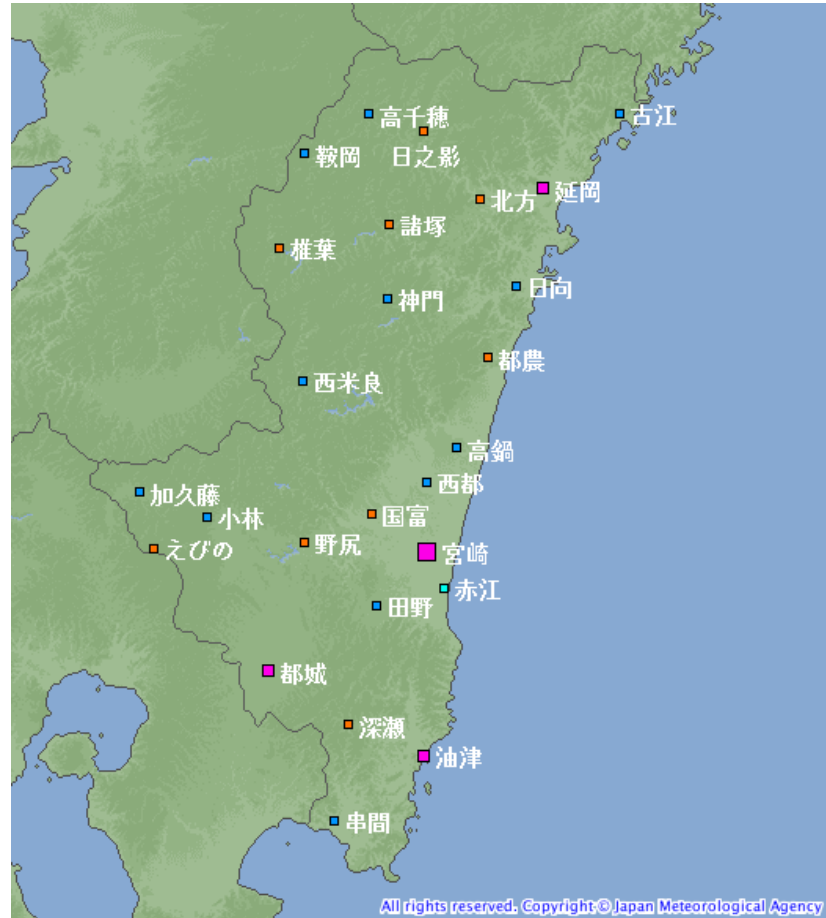 高千穂
古江
日之影
鞍岡
延岡
北方
諸塚
椎葉
日向
神門
都農
西米良
高鍋
西都
加久藤
国富
小林
野尻
えびの
宮崎
赤江
田野
都城
深瀬
油津
串間
All rights reserved. Copyright © Japan Meteorological Agency